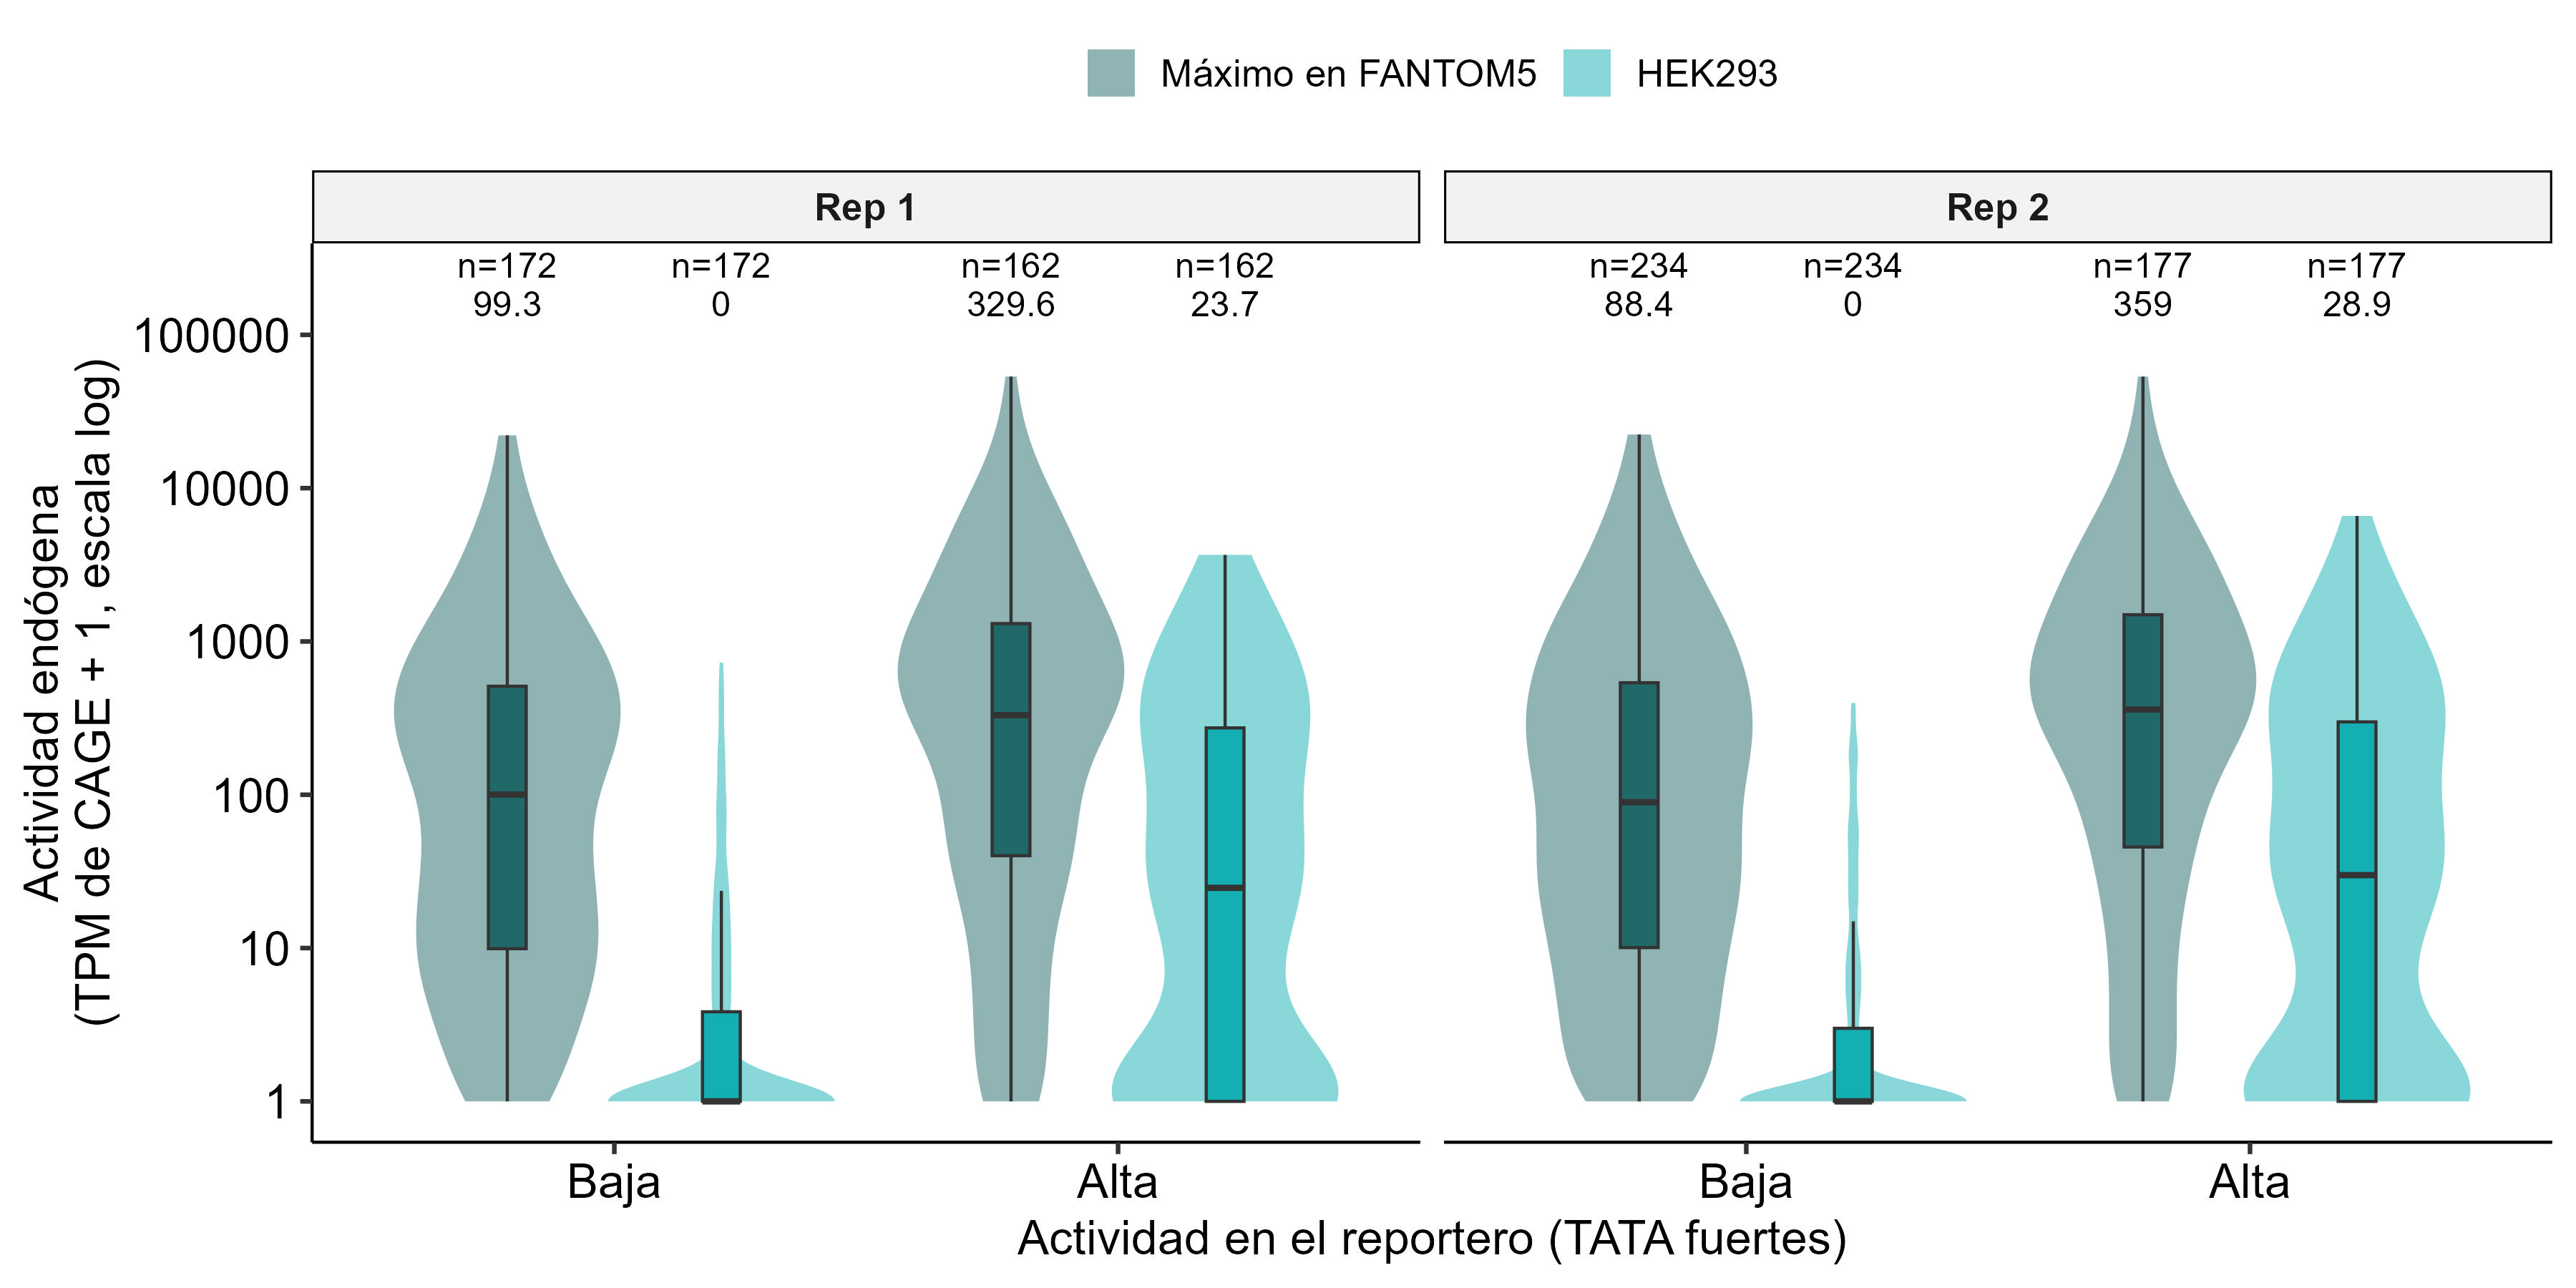 Máximo en FANTOM5 HEK293
Rep 1 Rep 2
n=172 n=172 n=162 n=162 n=234 n=234 n=177 n=177
99.3 0 329.6 23.7 88.4 0 359 28.9
Actividad endógena
(TPM de CAGE + 1, escala log)
100000
10000
1000
100
10
1
Baja Alta Baja Alta
Actividad en el reportero (TATA fuertes)